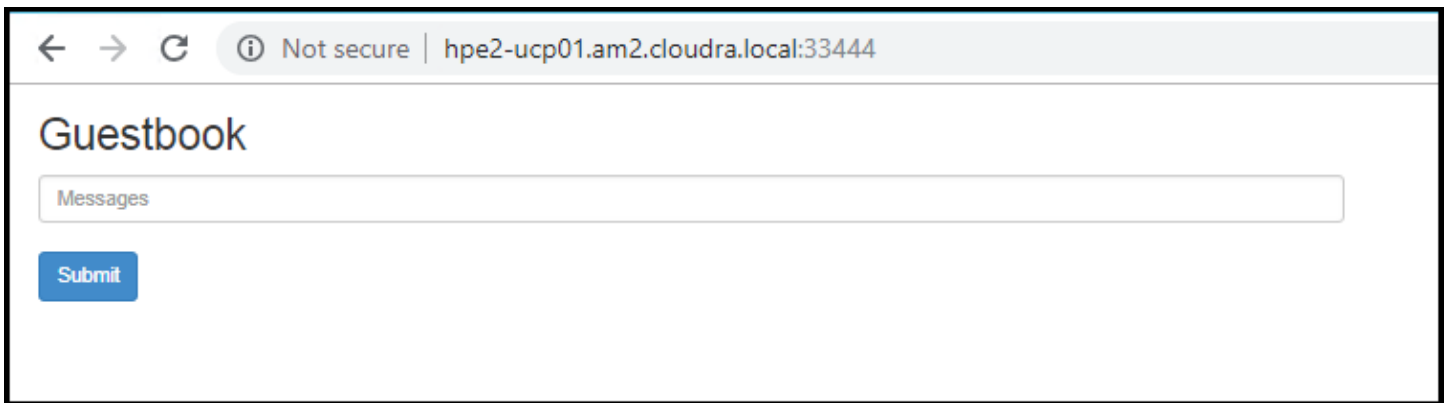 Not secure | hpe2-ucp01.am2.cloudra.local:33444
Guestbook
Messages
Submit